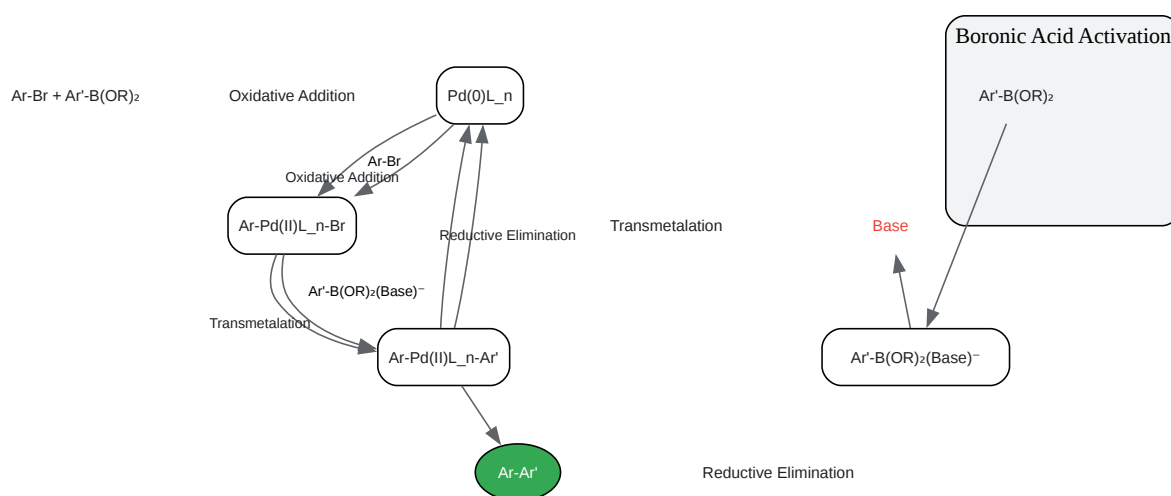 Boronic Acid Activation
Ar-Br + Ar'-B(OR)₂
Oxidative Addition
Pd(0)L_n
Ar'-B(OR)₂
Ar-Br
Oxidative Addition
Ar-Pd(II)L_n-Br
Reductive Elimination
Transmetalation
Base
Ar'-B(OR)₂(Base)⁻
Transmetalation
Ar-Pd(II)L_n-Ar'
Ar'-B(OR)₂(Base)⁻
Ar-Ar'
Reductive Elimination